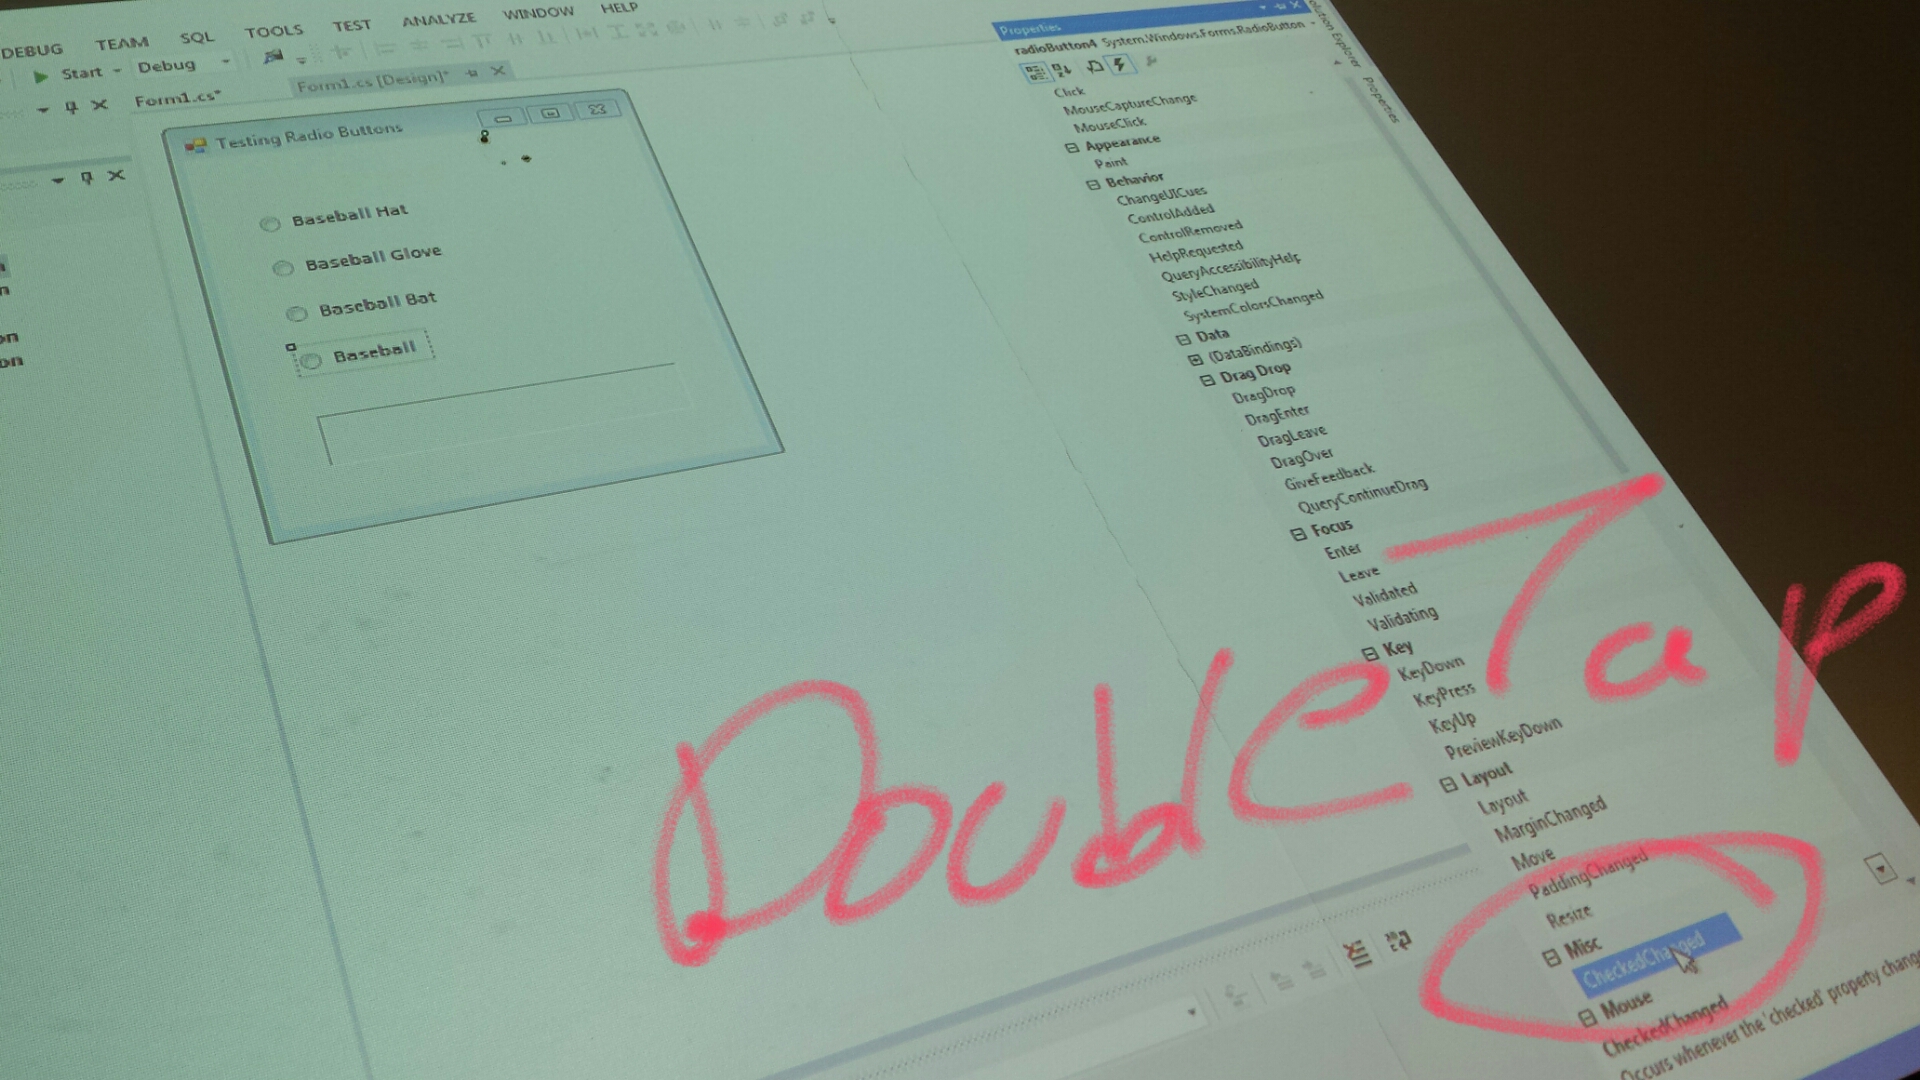 DEBUG TEAM SQL TOOLS TEST ANALYZE WINDOW HELP
Start Debug
Form1.cs* Form1.cs [Design]*
Testing Radio Buttons
Baseball Hat
Baseball Glove
Baseball Bat
Baseball
Properties
radioButton4 System.Windows.Forms.RadioButton
Click
MouseCaptureChange
MouseClick
Appearance
Paint
Behavior
ChangeUICues
ControlAdded
ControlRemoved
HelpRequested
QueryAccessibilityHelp
StyleChanged
SystemColorsChanged
Data
(DataBindings)
Drag Drop
DragDrop
DragEnter
DragLeave
DragOver
GiveFeedback
QueryContinueDrag
Focus
Enter
Leave
Validated
Validating
Key
KeyDown
KeyPress
KeyUp
PreviewKeyDown
Layout
Layout
MarginChanged
Move
PaddingChanged
Resize
Misc
CheckedChanged
Mouse
CheckedChanged
Occurs whenever the 'checked' property change
Explorer
Properties
Double Tap